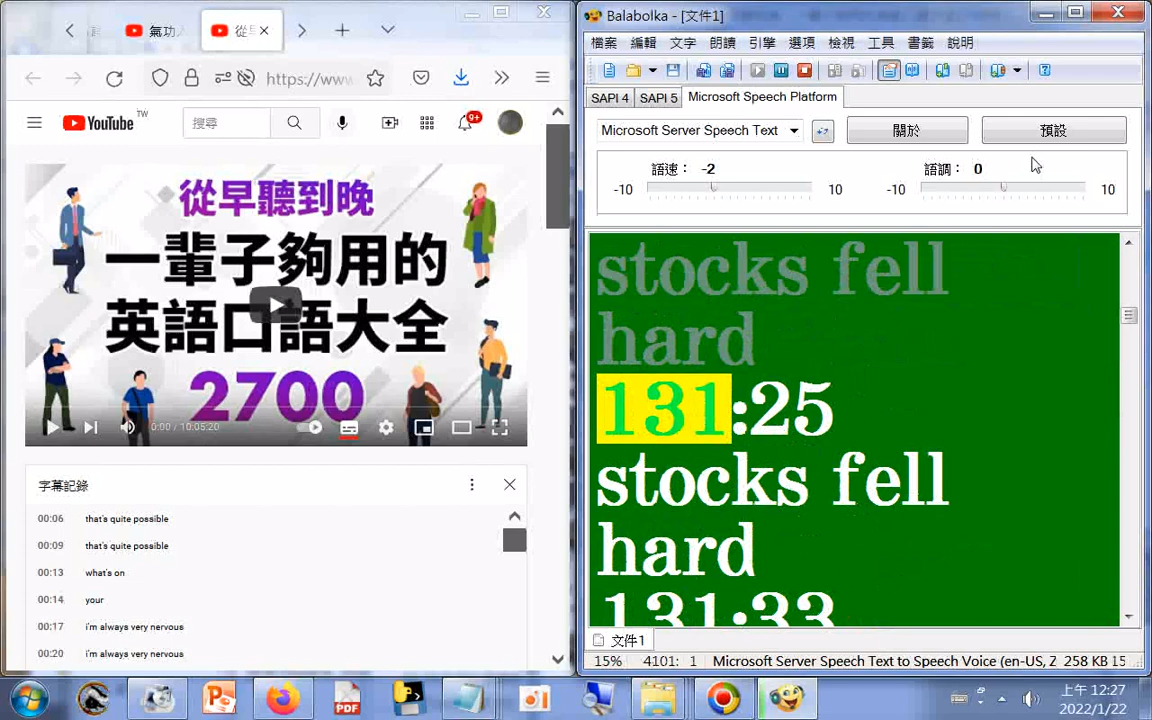 氣功
從
https://www
YouTube TW
搜尋
9+
從早聽到晚
一輩子夠用的
英語口語大全
2700
0:00 / 10:05:20
字幕記錄
00:06 that's quite possible
00:09 that's quite possible
00:13 what's on
00:14 your
00:17 i'm always very nervous
00:20 i'm always very nervous
Balabolka - [文件1]
檔案 編輯 文字 朗讀 引擎 選項 檢視 工具 書籤 說明
SAPI 4 SAPI 5 Microsoft Speech Platform
Microsoft Server Speech Text 關於 預設
語速： -2 語調： 0
-10 10 -10 10
stocks fell
hard
131:25
stocks fell
hard
131:33
文件1
15% 4101: 1 Microsoft Server Speech Text to Speech Voice (en-US, Z 258 KB 15
PDF
上午 12:27
2022/1/22